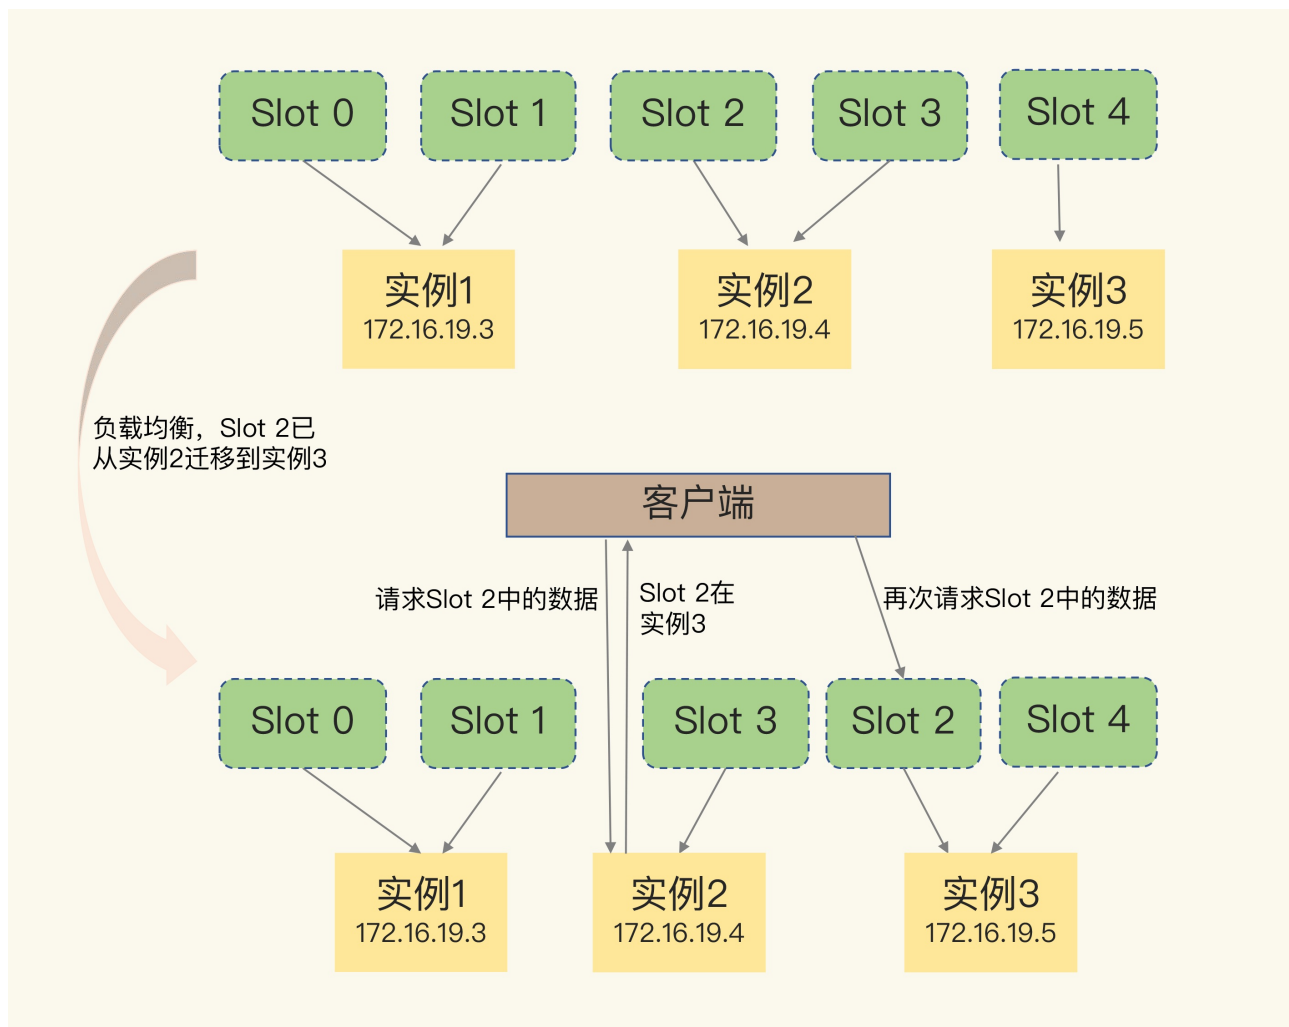 Slot 0
Slot 1
Slot 2
Slot 3
Slot 4
实例1
172.16.19.3
实例2
172.16.19.4
实例3
172.16.19.5
负载均衡，Slot 2已
从实例2迁移到实例3
客户端
请求Slot 2中的数据
Slot 2在
实例3
再次请求Slot 2中的数据
Slot 0
Slot 1
Slot 3
Slot 2
Slot 4
实例1
172.16.19.3
实例2
172.16.19.4
实例3
172.16.19.5